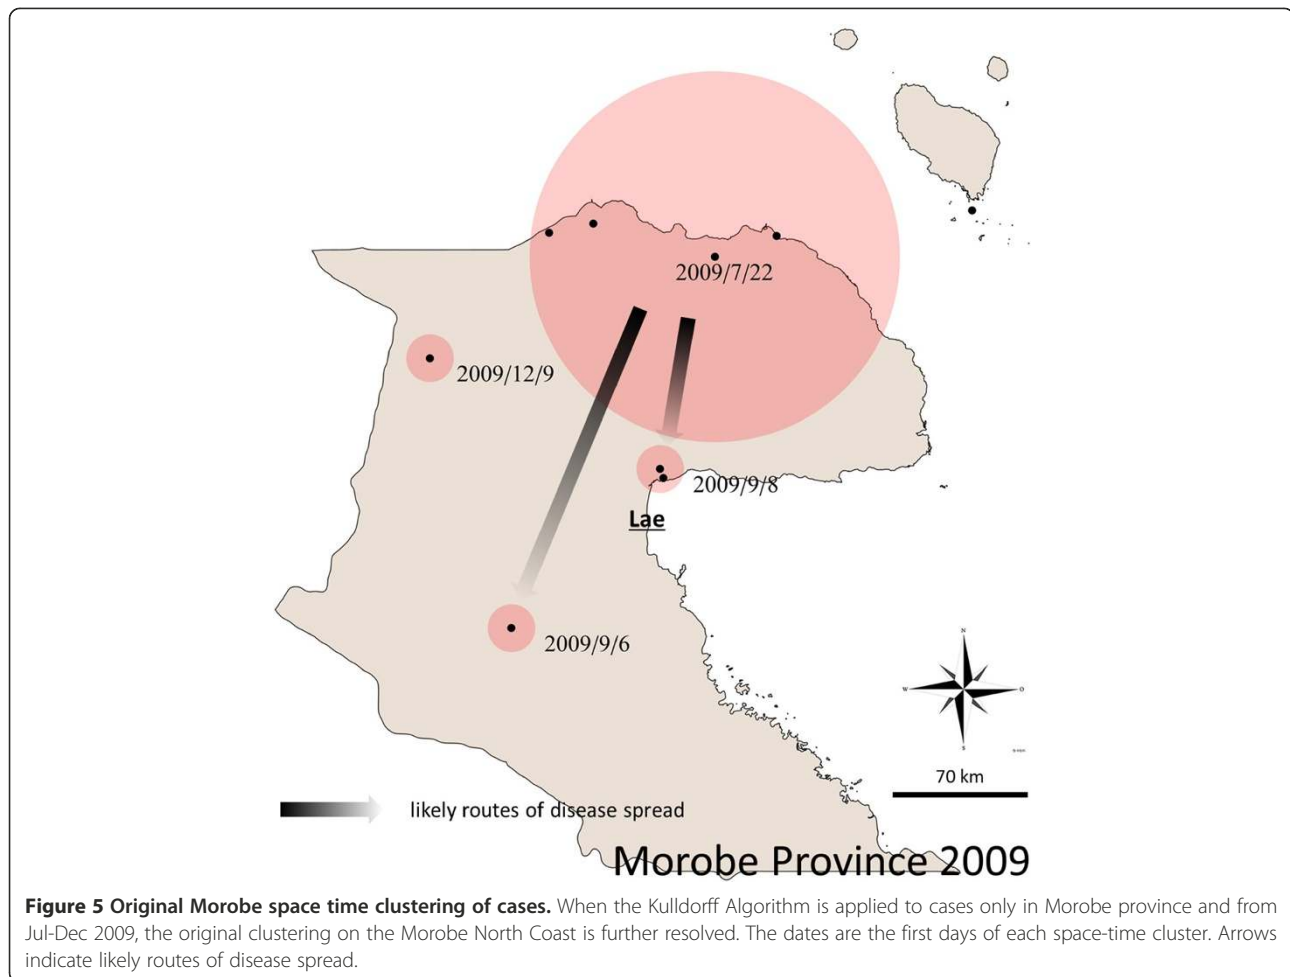 2009/7/22
2009/12/9
2009/9/8
Lae
2009/9/6
N
W
O
S
70 km
likely routes of disease spread
Morobe Province 2009
Figure 5 Original Morobe space time clustering of cases. When the Kulldorff Algorithm is applied to cases only in Morobe province and from
Jul-Dec 2009, the original clustering on the Morobe North Coast is further resolved. The dates are the first days of each space-time cluster. Arrows
indicate likely routes of disease spread.